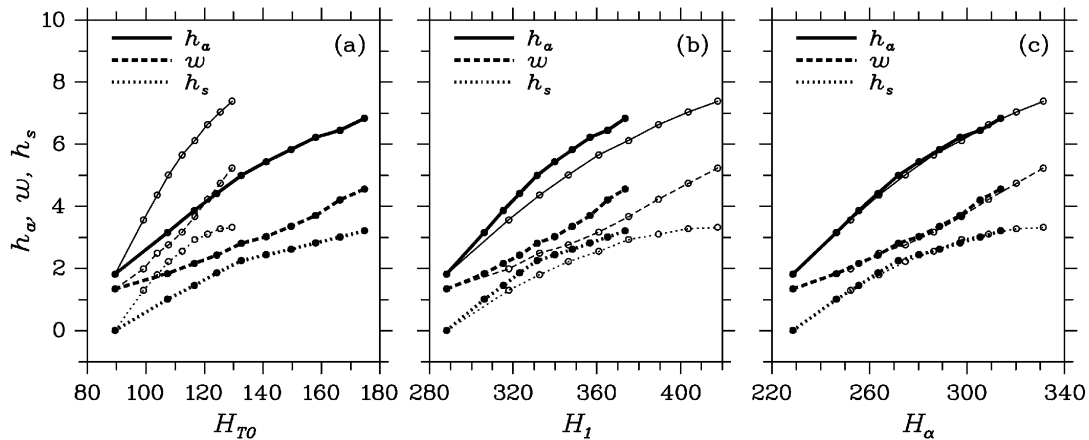 10
8
6
4
2
0
h_a, w, h_s
h_a
w
h_s
(a)
80 100 120 140 160 180
H_T0
h_a
w
h_s
(b)
280 320 360 400
H_1
h_a
w
h_s
(c)
220 260 300 340
H_α